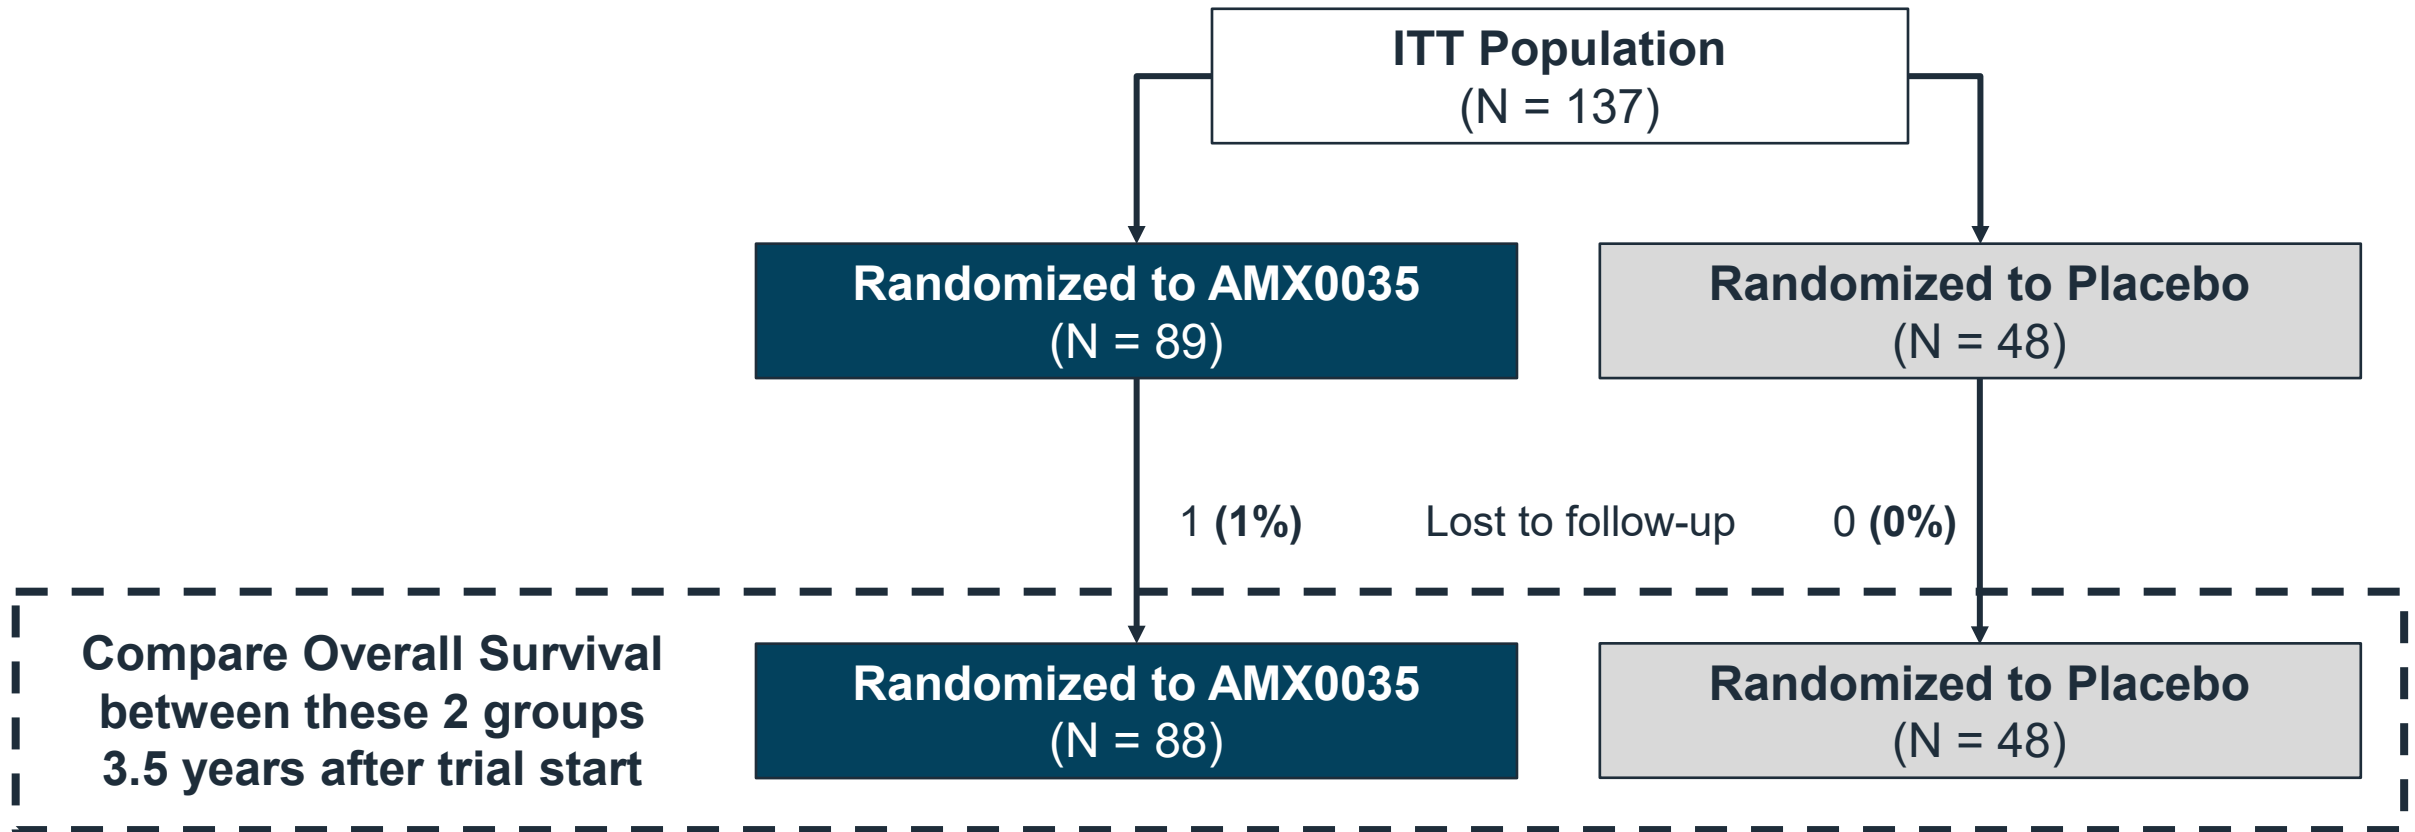 ITT Population
(N = 137)
Randomized to AMX0035
(N = 89)
Randomized to Placebo
(N = 48)
1 (1%) Lost to follow-up 0 (0%)
Compare Overall Survival
between these 2 groups
3.5 years after trial start
Randomized to AMX0035
(N = 88)
Randomized to Placebo
(N = 48)